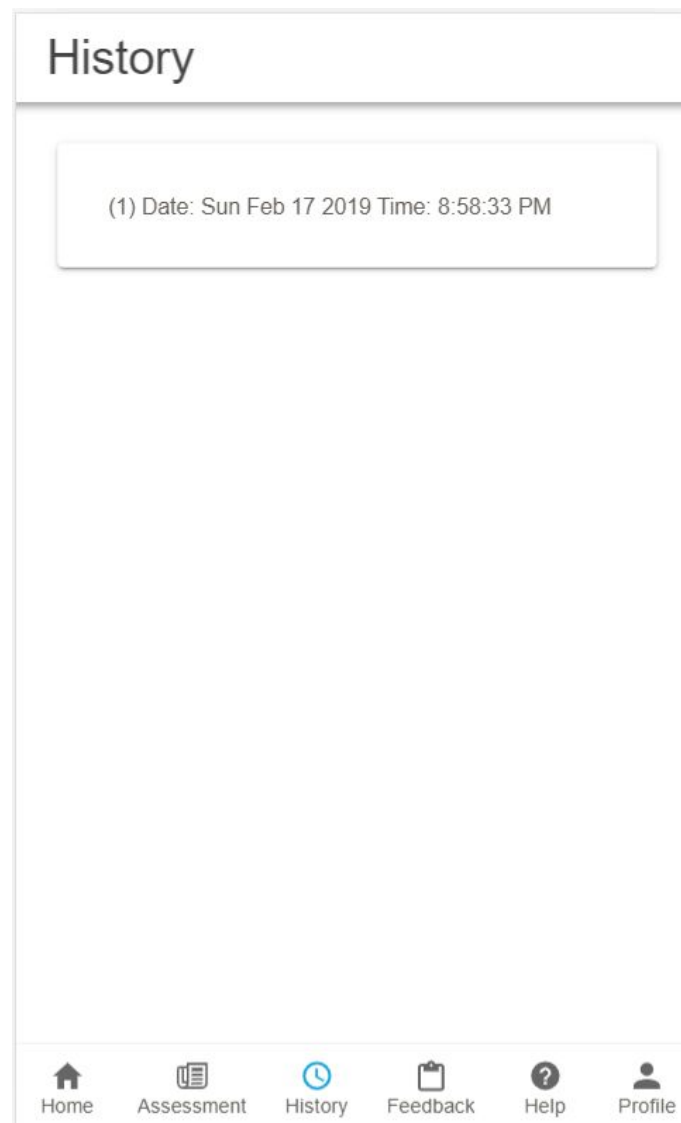 History
(1) Date: Sun Feb 17 2019 Time: 8:58:33 PM
Home Assessment History Feedback Help Profile